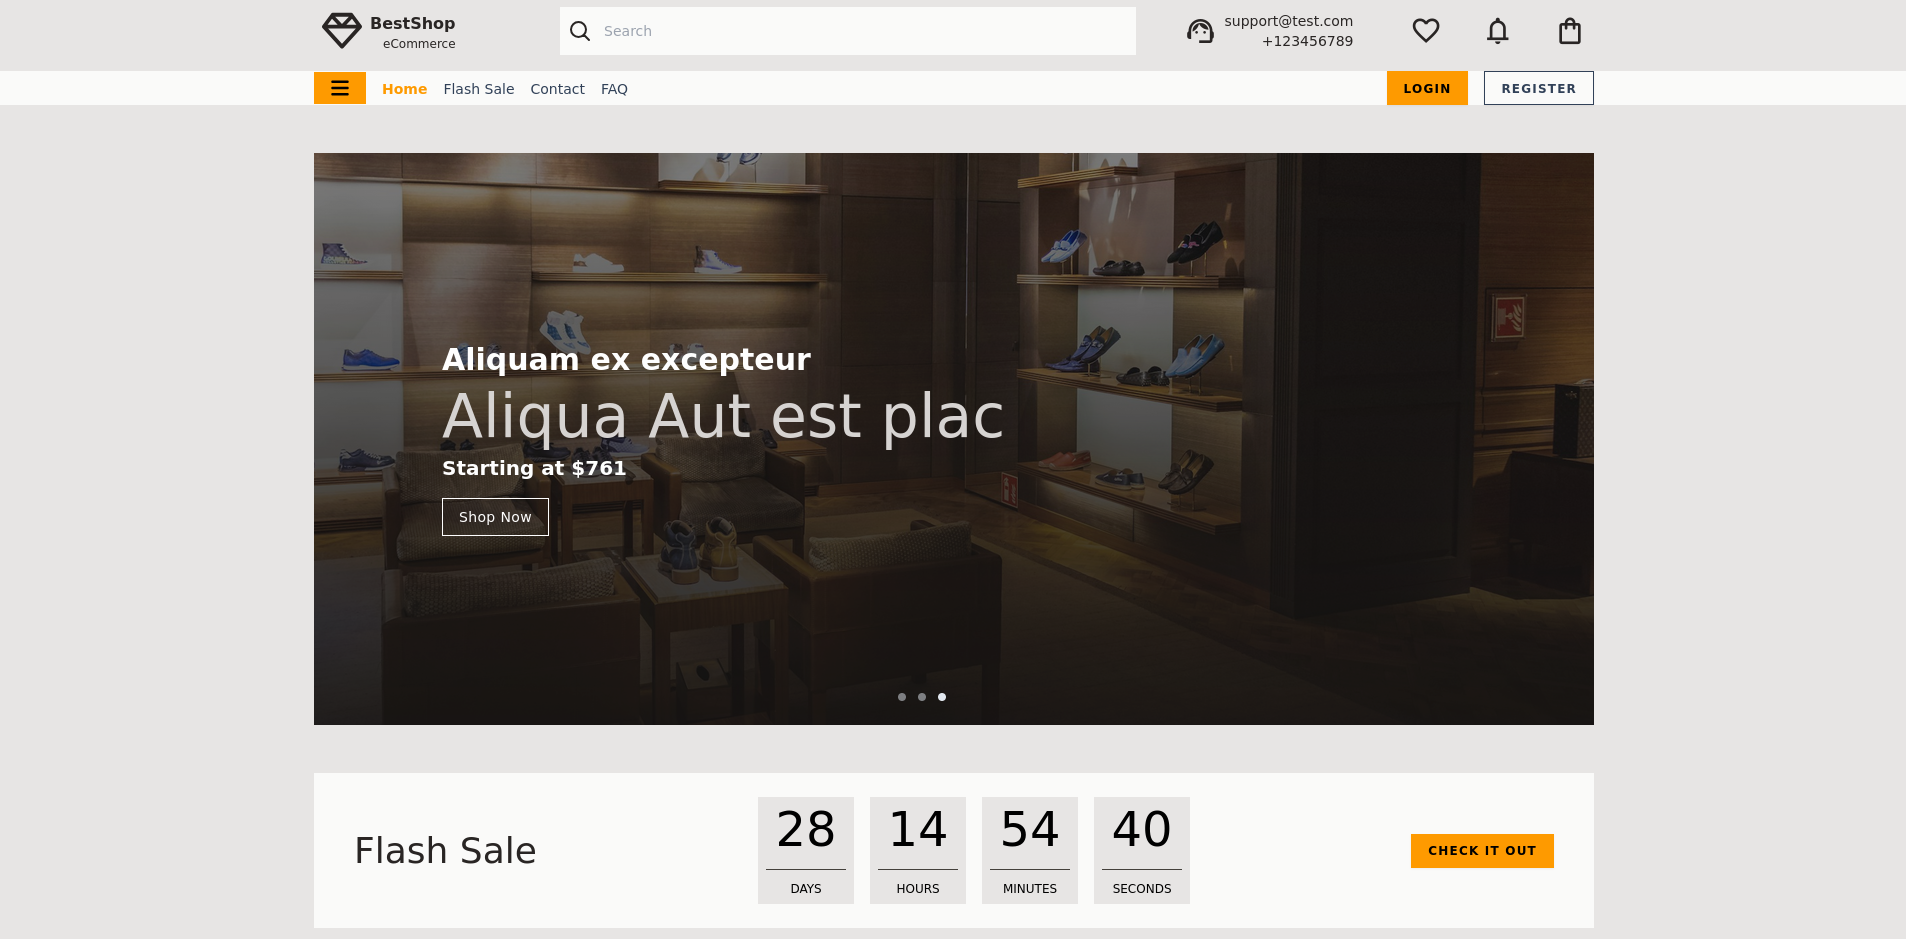 BestShop
eCommerce
Search
support@test.com
+123456789
Home
Flash Sale
Contact
FAQ
LOGIN
REGISTER
Aliquam ex excepteur
Aliqua Aut est plac
Starting at $761
Shop Now
Flash Sale
28
DAYS
14
HOURS
54
MINUTES
40
SECONDS
CHECK IT OUT